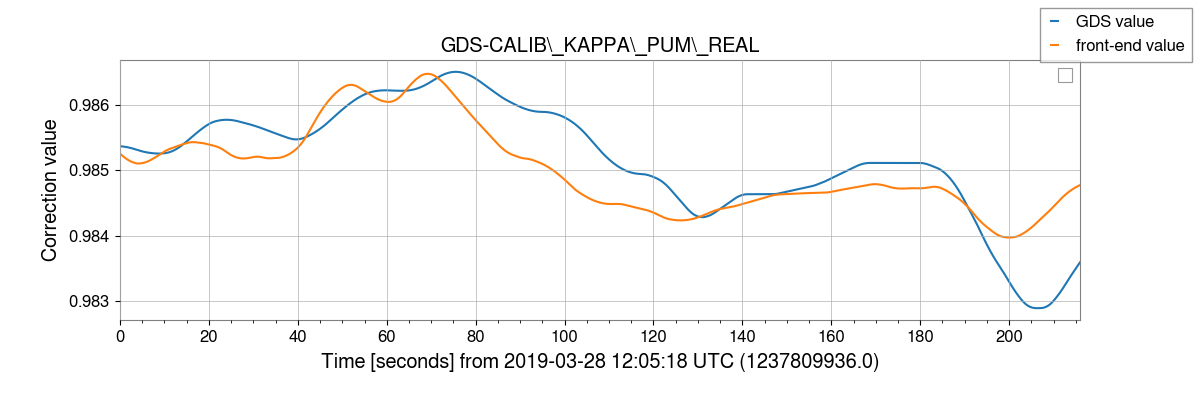 GDS value
front-end value
GDS-CALIB\_KAPPA\_PUM\_REAL
Correction value
0.986
0.985
0.984
0.983
0 20 40 60 80 100 120 140 160 180 200
Time [seconds] from 2019-03-28 12:05:18 UTC (1237809936.0)